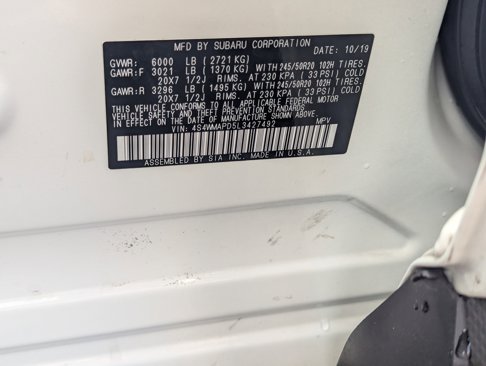 MFD BY SUBARU CORPORATION DATE: 10/19
GVWR: 6000 LB (2721 KG)
GAWR:F 3021 LB (1370 KG) WITH 245/50R20 102H TIRES.
20X7 1/2J RIMS. AT 230 KPA (33 PSI) COLD
GAWR:R 3296 LB (1495 KG) WITH 245/50R20 102H TIRES.
20X7 1/2J RIMS. AT 230 KPA (33 PSI) COLD
THIS VEHICLE CONFORMS TO ALL APPLICABLE FEDERAL MOTOR
VEHICLE SAFETY AND THEFT PREVENTION STANDARDS
IN EFFECT ON THE DATE OF MANUFACTURE SHOWN ABOVE.
VIN: 4S4WMAPD5L3427492 MPV
ASSEMBLED BY SIA INC. MADE IN U.S.A.